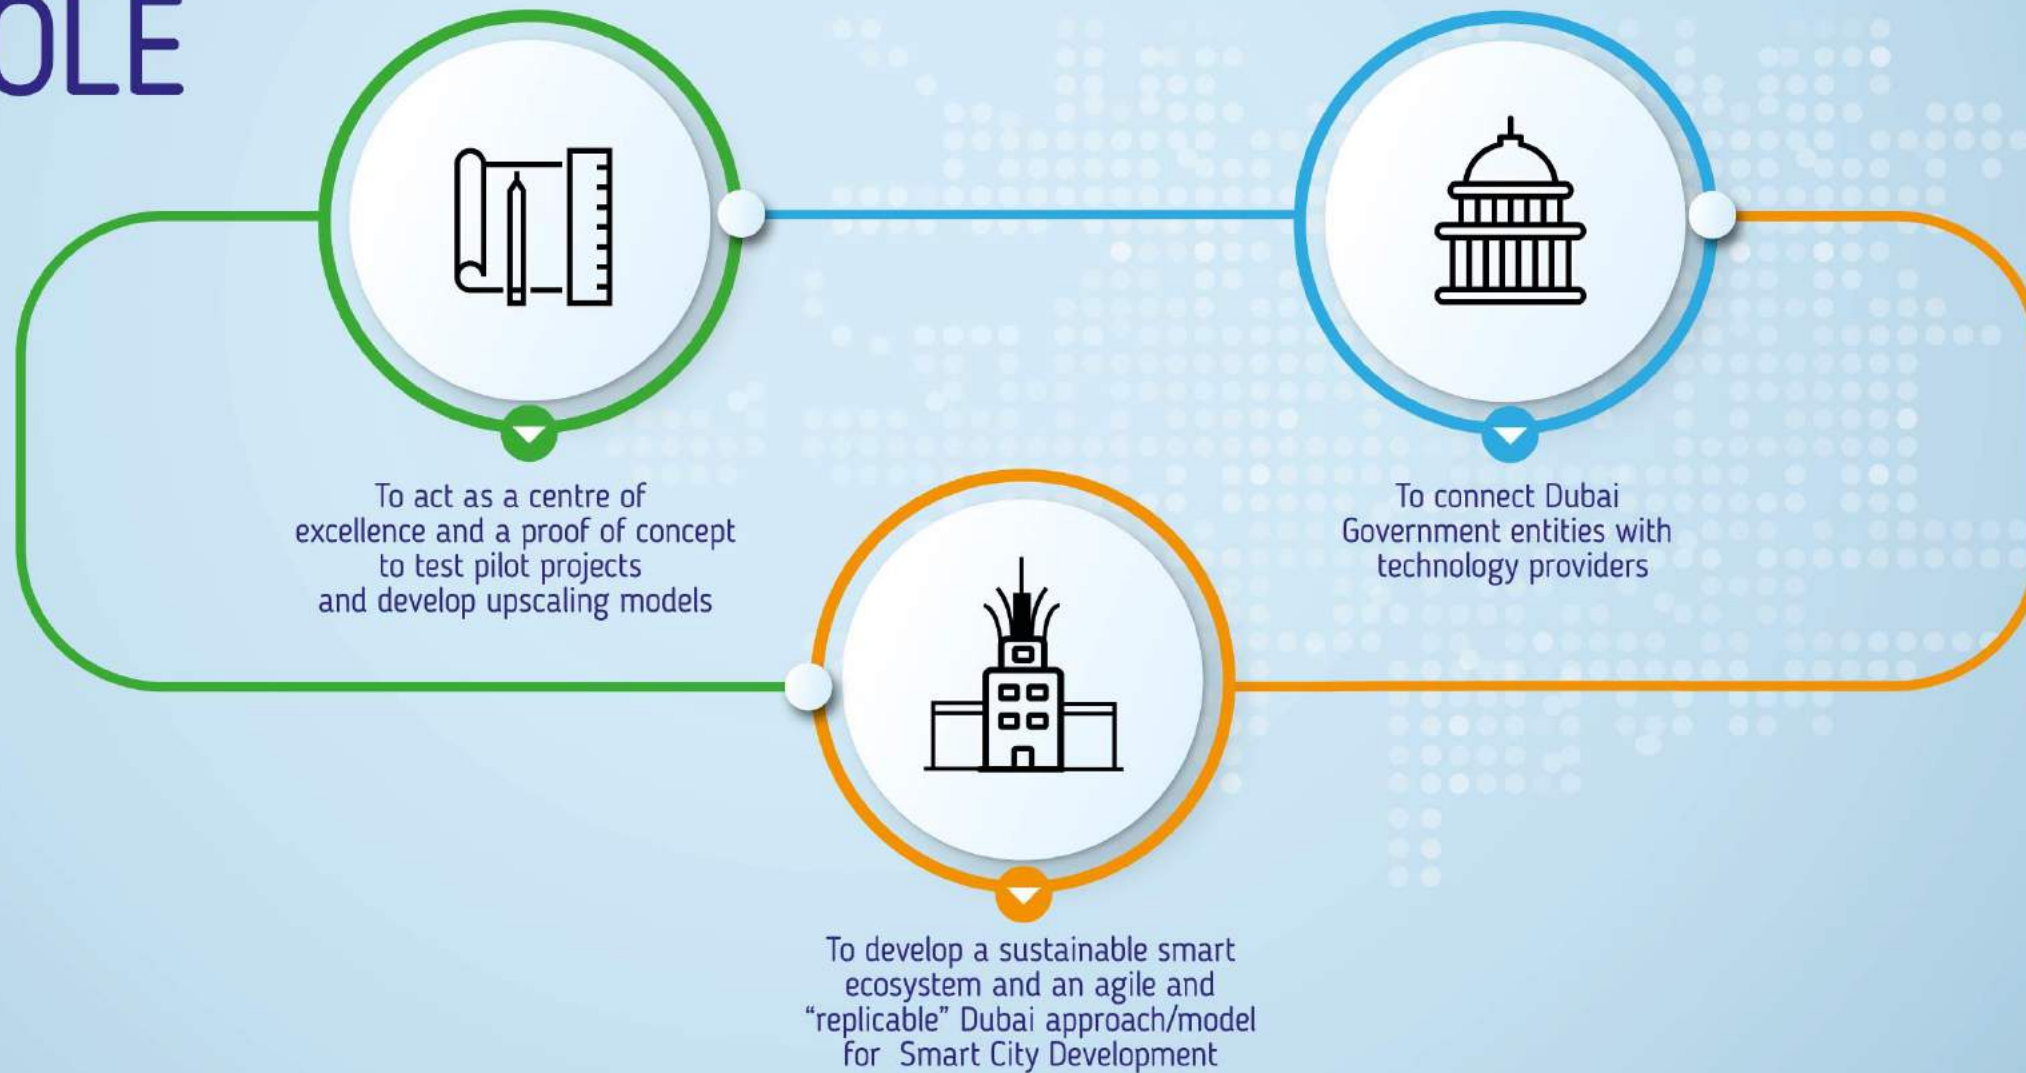 OLE
To act as a centre of
excellence and a proof of concept
to test pilot projects
and develop upscaling models
To connect Dubai
Government entities with
technology providers
To develop a sustainable smart
ecosystem and an agile and
“replicable” Dubai approach/model
for Smart City Development